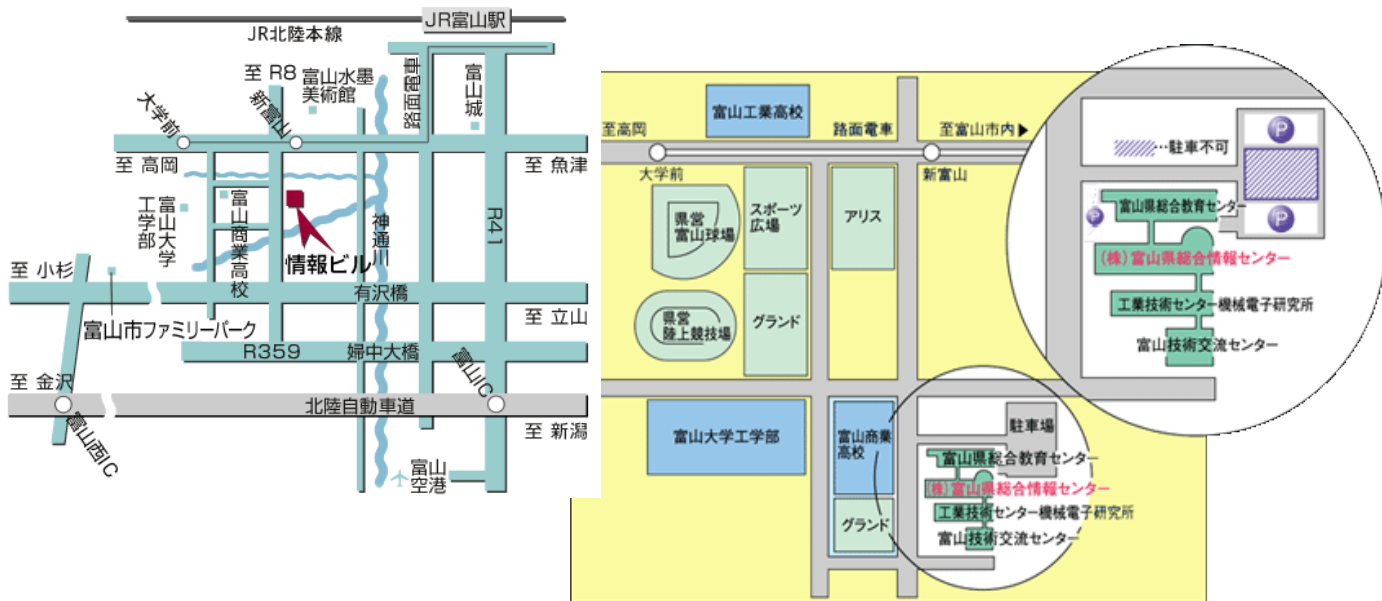 JR富山駅
JR北陸本線
至 R8
富山水墨
美術館
路面電車
富山城
大学前
新富山
至 高岡
至 魚津
富山大学
工学部
富山商業高校
神通川
R41
情報ビル
至 小杉
有沢橋
富山市ファミリーパーク
至 立山
R359
婦中大橋
富山IC
至 金沢
北陸自動車道
富山西IC
至 新潟
富山
空港
富山工業高校
至高岡
路面電車
至富山市内▶
大学前
新富山
県営
富山球場
スポーツ
広場
アリス
県営
陸上競技場
グランド
富山大学工学部
富山商業
高校
グランド
駐車場
富山県総合教育センター
(株)富山県総合情報センター
工業技術センター機械電子研究所
富山技術交流センター
P
…駐車不可
P
富山県総合教育センター
P
(株)富山県総合情報センター
工業技術センター機械電子研究所
富山技術交流センター